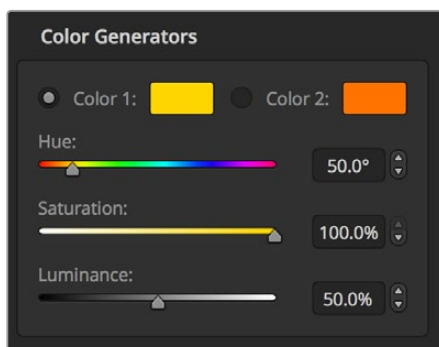 Color Generators
Color 1: Color 2:
Hue:
50.0°
Saturation:
100.0%
Luminance:
50.0%